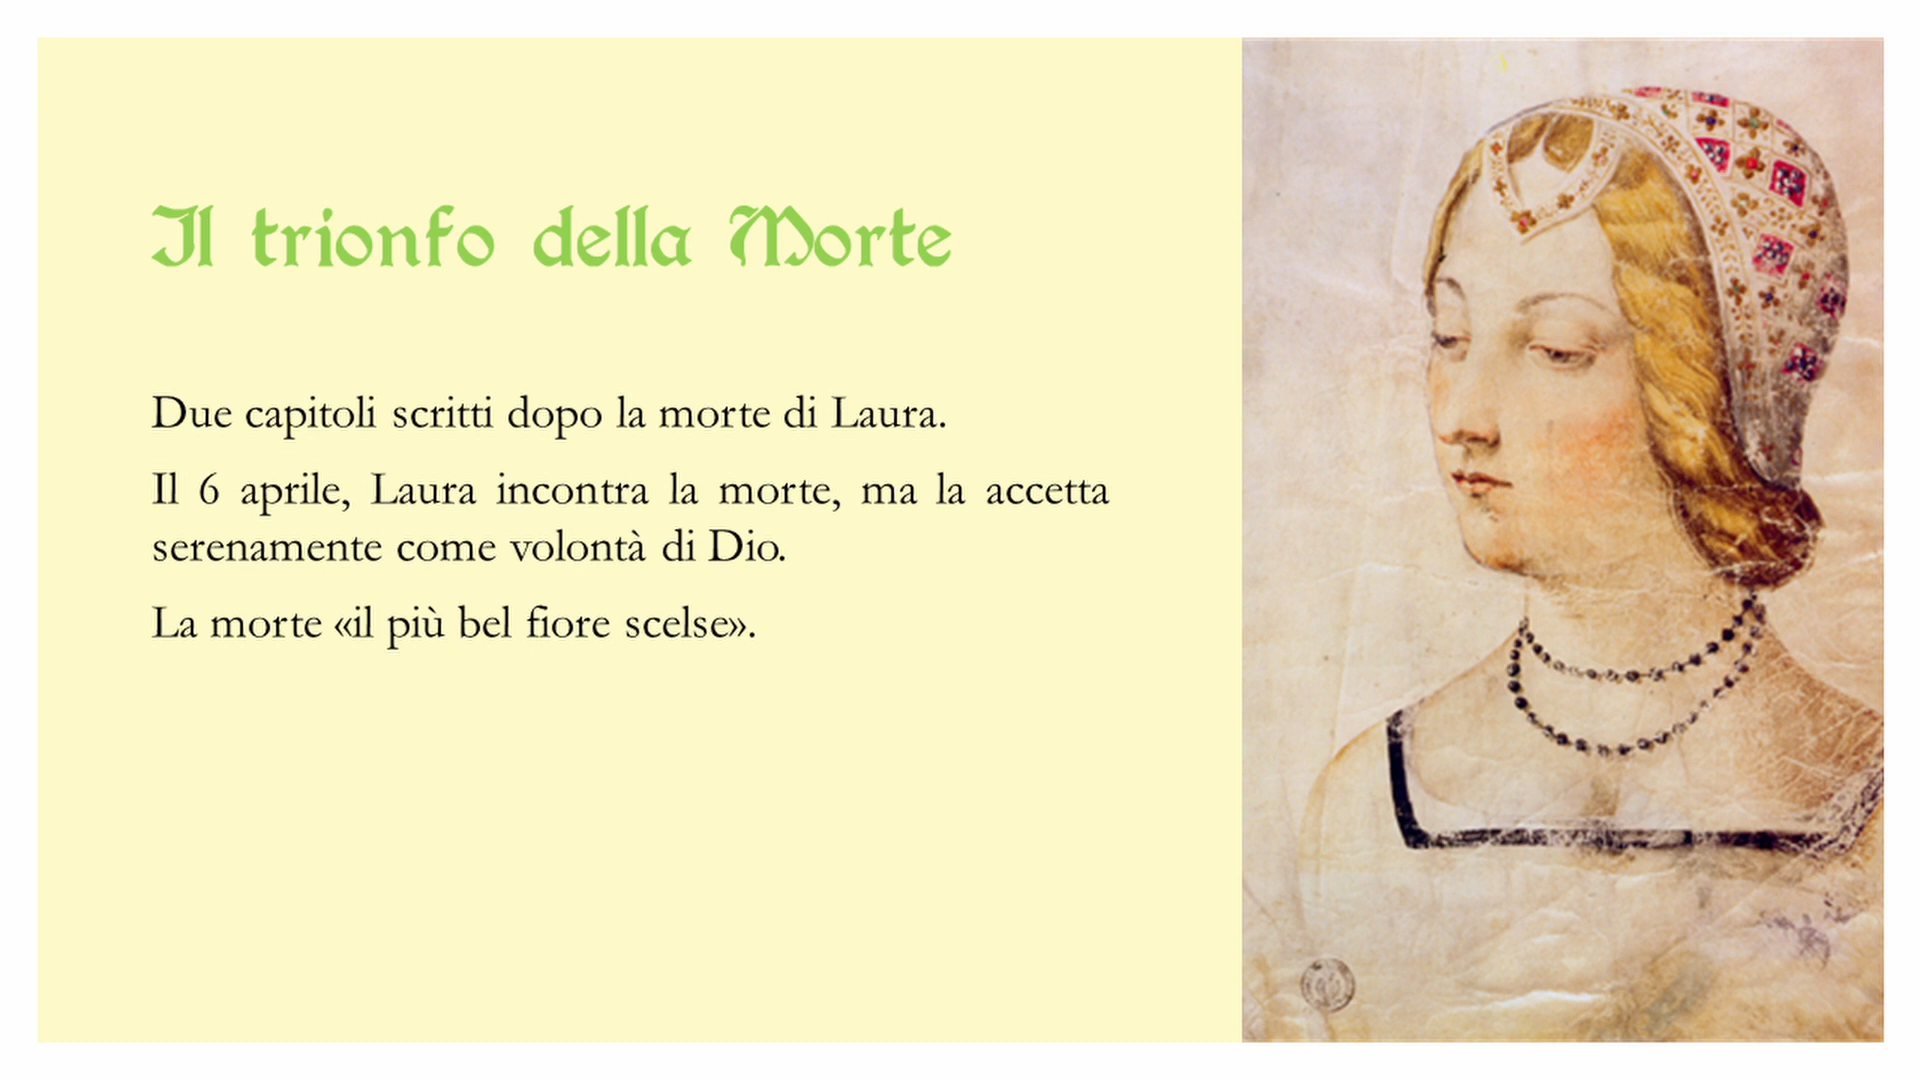 Il trionfo della Morte
Due capitoli scritti dopo la morte di Laura.
Il 6 aprile, Laura incontra la morte, ma la accetta
serenamente come volontà di Dio.
La morte «il più bel fiore scelse».